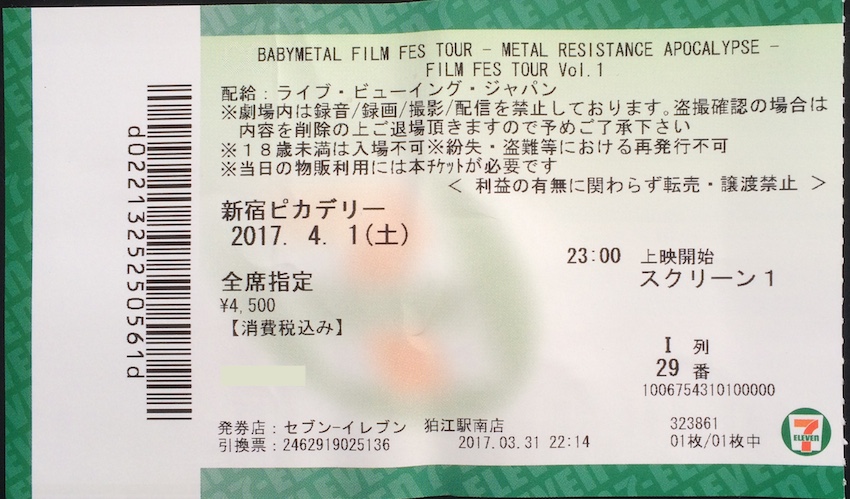 BABYMETAL FILM FES TOUR - METAL RESISTANCE APOCALYPSE -
FILM FES TOUR Vol.1
配給:ライブ・ビューイング・ジャパン
※劇場内は録音/録画/撮影/配信を禁止しております。盗撮確認の場合は
内容を削除の上ご退場頂きますので予めご了承下さい
※18歳未満は入場不可※紛失・盗難等における再発行不可
※当日の物販利用には本ﾁｹｯﾄが必要です
< 利益の有無に関わらず転売・譲渡禁止 >
新宿ピカデリー
2017. 4. 1(土)
23:00 上映開始
スクリーン1
全席指定
¥4,500
【消費税込み】
I 列
29 番
1006754310100000
発券店:セブン-イレブン 狛江駅南店
323861
引換票:2462919025136
2017.03.31 22:14
01枚/01枚中
7
ELEVEN
d0221325250561d
7-ELEVEN 7-ELEVEN